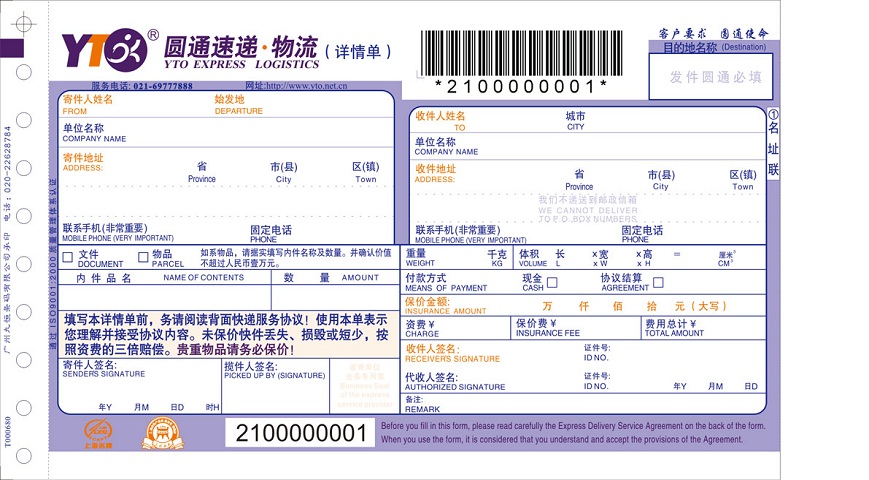 YTO ® 圆通速递·物流 (详情单)
YTO EXPRESS LOGISTICS
服务电话: 021-69777888 网址:http://www.yto.net.cn
*2100000001*
客户要求 圆通使命
目的地名称 (Destination)
发件圆通必填
寄件人姓名 始发地
FROM DEPARTURE
单位名称
COMPANY NAME
寄件地址
ADDRESS:
省 市(县) 区(镇)
Province City Town
联系手机(非常重要) 固定电话
MOBILE PHONE (VERY IMPORTANT) PHONE
收件人姓名 城市
TO CITY
单位名称
COMPANY NAME
收件地址
ADDRESS:
省 市(县) 区(镇)
Province City Town
我们不递送到邮政信箱
WE CANNOT DELIVER
TO P.O.BOX NUMBERS
联系手机(非常重要) 固定电话
MOBILE PHONE (VERY IMPORTANT) PHONE
①名址联
文件 物品 如系物品，请据实填写内件名称及数量。并确认价值
DOCUMENT PARCEL 不超过人民币壹万元。
内件品名 NAME OF CONTENTS 数量 AMOUNT
填写本详情单前，务请阅读背面快递服务协议！使用本单表示
您理解并接受协议内容。未保价快件丢失、损毁或短少，按
照资费的三倍赔偿。贵重物品请务必保价！
寄件人签名: 揽件人签名:
SENDER'S SIGNATURE PICKED UP BY (SIGNATURE)
年Y 月M 日D 时H
重量 千克 体积 长 x宽 x高 = 厘米³
WEIGHT KG VOLUME L x W x H CM³
付款方式 现金 协议结算
MEANS OF PAYMENT CASH AGREEMENT
保价金额: 万 仟 佰 拾 元 (大写)
INSURANCE AMOUNT
资费 ¥ 保价费 ¥ 费用总计 ¥
CHARGE INSURANCE FEE TOTAL AMOUNT
收件人签名: 证件号:
RECEIVER'S SIGNATURE ID NO.
代收人签名: 证件号:
AUTHORIZED SIGNATURE ID NO. 年Y 月M 日D
备注:
REMARK
2100000001
Before you fill in this form, please read carefully the Express Delivery Service Agreement on the back of the form.
When you use the form, it is considered that you understand and accept the provisions of the Agreement.
通过 ISO9001:2000 质量管理体系认证
广州九恒条码有限公司承印 电话: 020-22628784
T000680